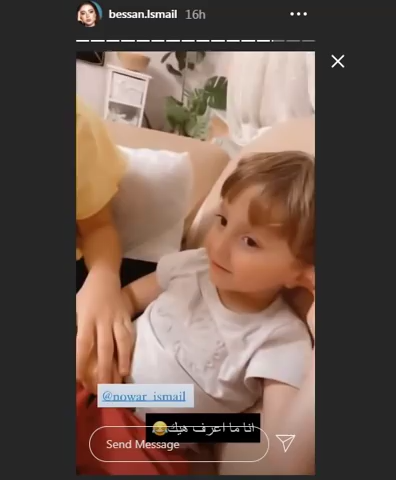 bessan.Ismail 16h
@nowar_ismail
انا ما اعرف هيك😂
Send Message